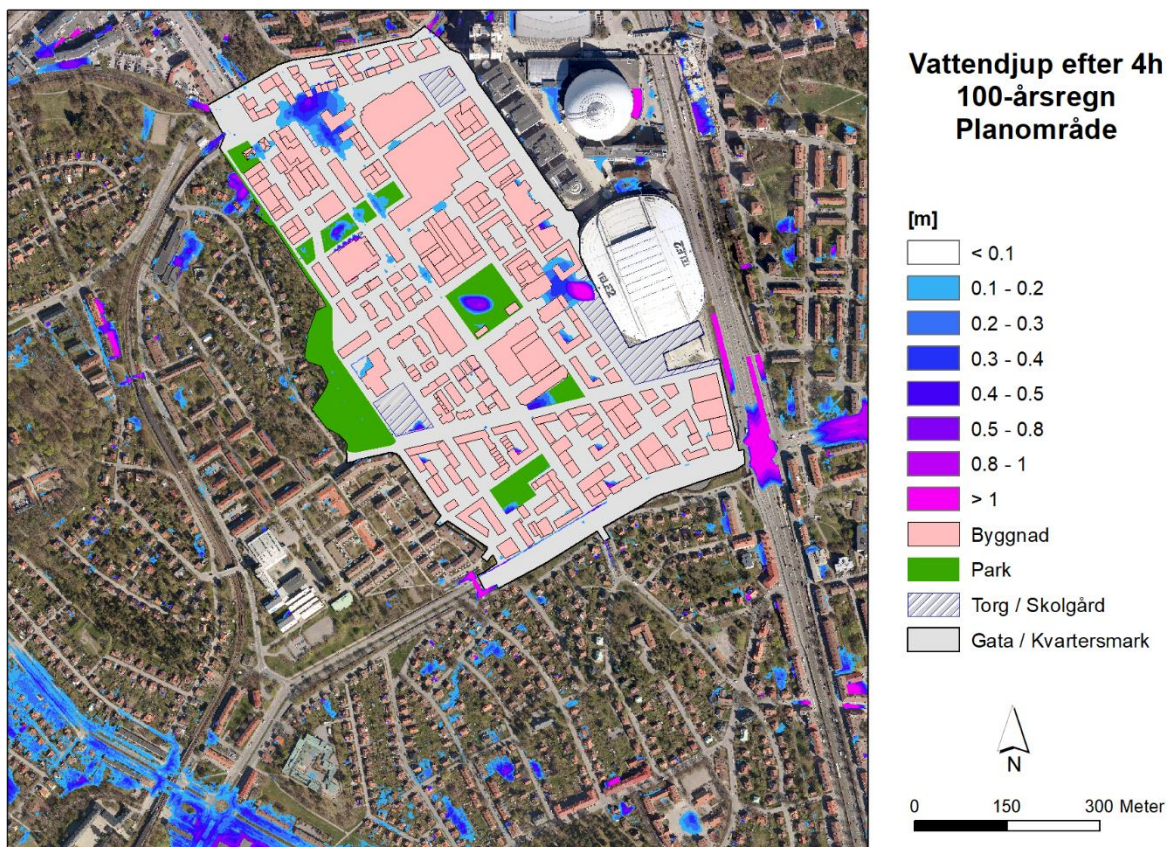 Vattendjup efter 4h
100-årsregn
Planområde
[m]
< 0.1
0.1 - 0.2
0.2 - 0.3
0.3 - 0.4
0.4 - 0.5
0.5 - 0.8
0.8 - 1
> 1
Byggnad
Park
Torg / Skolgård
Gata / Kvartersmark
N
0 150 300 Meter
TELE2
TELE2